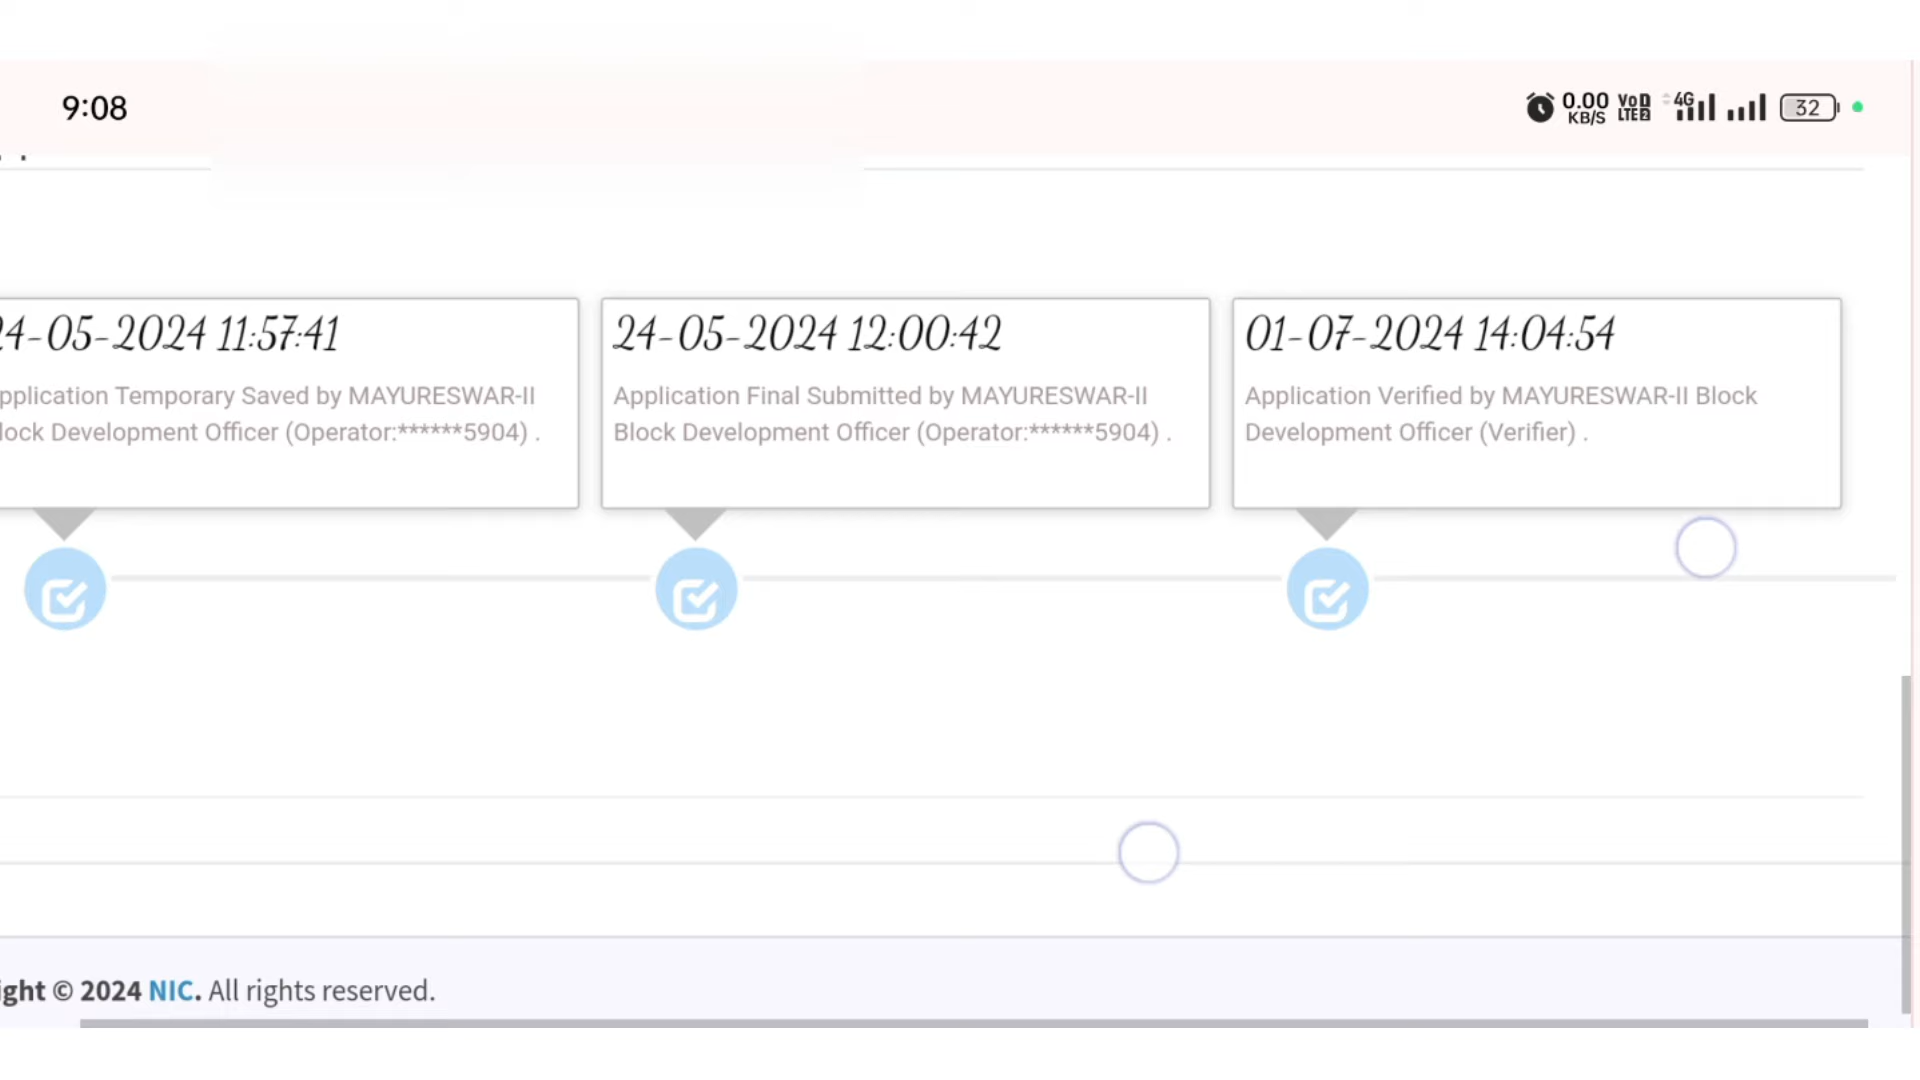 9:08
0.00
KB/S
VoD
LTE2
4G
32
4-05-2024 11:57:41
pplication Temporary Saved by MAYURESWAR-II
lock Development Officer (Operator:******5904) .
24-05-2024 12:00:42
Application Final Submitted by MAYURESWAR-II
Block Development Officer (Operator:******5904) .
01-07-2024 14:04:54
Application Verified by MAYURESWAR-II Block
Development Officer (Verifier) .
ight © 2024 NIC. All rights reserved.